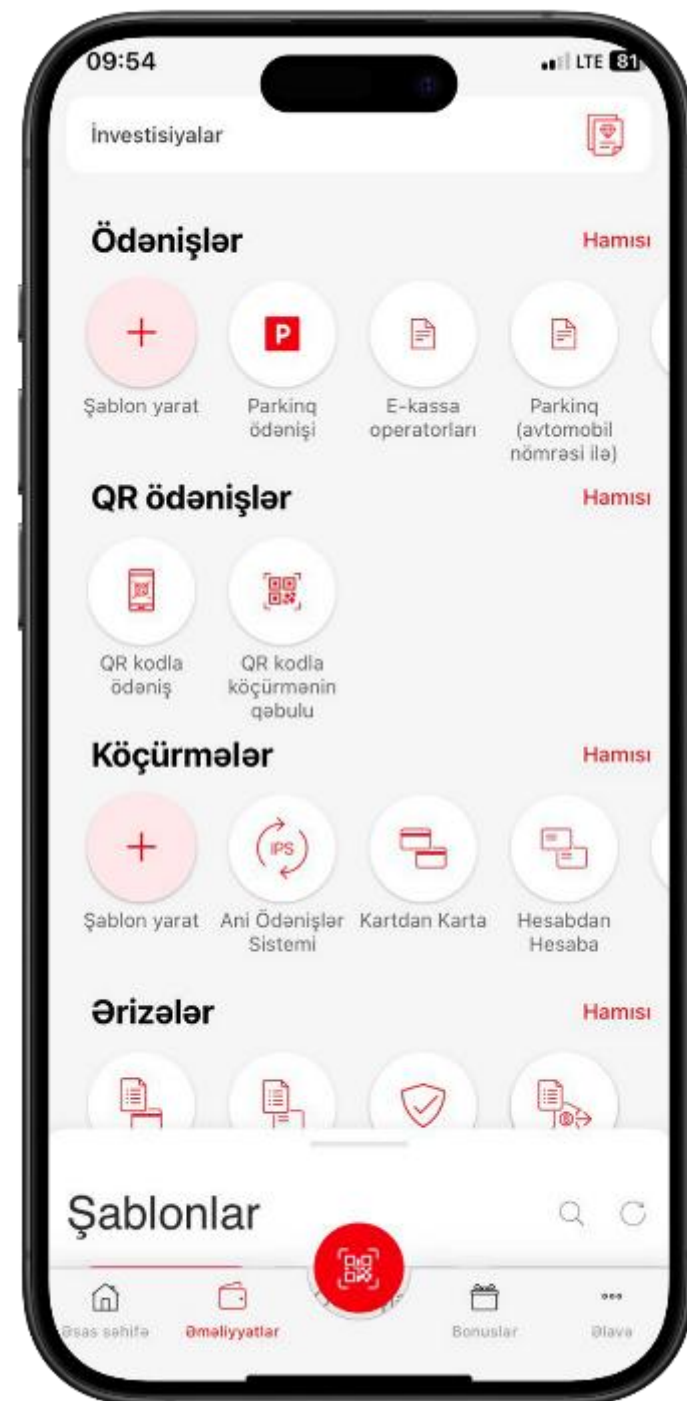 09:54
LTE 81
İnvestisiyalar
Ödənişlər Hamısı
P
Şablon yarat Parkinq E-kassa Parkinq
ödənişi operatorları (avtomobil
nömrəsi ilə)
QR ödənişlər Hamısı
QR kodla QR kodla
ödəniş köçürmənin
qəbulu
Köçürmələr Hamısı
IPS
Şablon yarat Ani Ödənişlər Kartdan Karta Hesabdan
Sistemi Hesaba
Ərizələr Hamısı
Şablonlar
Əsas səhifə Əməliyyatlar Bonuslar Əlavə